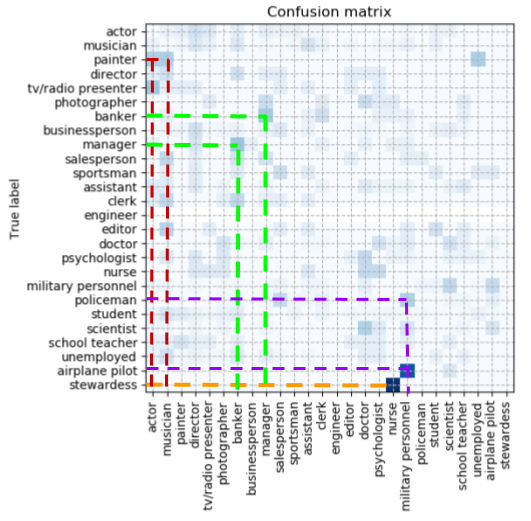 Confusion matrix
True label
actor
musician
painter
director
tv/radio presenter
photographer
banker
businessperson
manager
salesperson
sportsman
assistant
clerk
engineer
editor
doctor
psychologist
nurse
military personnel
policeman
student
scientist
school teacher
unemployed
airplane pilot
stewardess
actor
musician
painter
director
tv/radio presenter
photographer
banker
businessperson
manager
salesperson
sportsman
assistant
clerk
engineer
editor
doctor
psychologist
nurse
military personnel
policeman
student
scientist
school teacher
unemployed
airplane pilot
stewardess